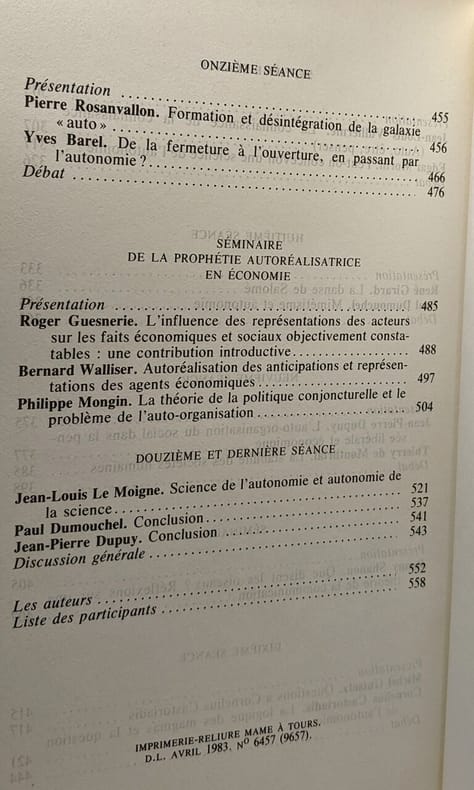 ONZIÈME SÉANCE
Présentation ........ 455
Pierre Rosanvallon. Formation et désintégration de la galaxie
« auto » ........ 456
Yves Barel. De la fermeture à l'ouverture, en passant par
l'autonomie ? ........ 466
Débat ........ 476
SÉMINAIRE
DE LA PROPHÉTIE AUTORÉALISATRICE
EN ÉCONOMIE
Présentation ........ 485
Roger Guesnerie. L'influence des représentations des acteurs
sur les faits économiques et sociaux objectivement consta-
tables : une contribution introductive ........ 488
Bernard Walliser. Autoréalisation des anticipations et représen-
tations des agents économiques ........ 497
Philippe Mongin. La théorie de la politique conjoncturelle et le
problème de l'auto-organisation ........ 504
DOUZIÈME ET DERNIÈRE SÉANCE
Jean-Louis Le Moigne. Science de l'autonomie et autonomie de
la science ........ 521
Paul Dumouchel. Conclusion ........ 537
Jean-Pierre Dupuy. Conclusion ........ 541
Discussion générale ........ 543
Les auteurs ........ 552
Liste des participants ........ 558
IMPRIMERIE-RELIURE MAME À TOURS.
D.L. AVRIL 1983. Nº 6457 (9657).